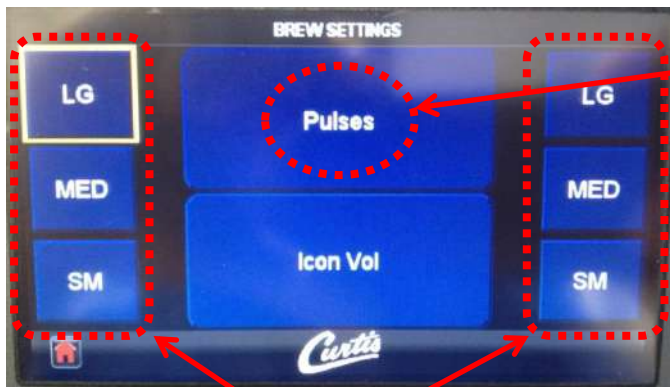 BREW SETTINGS
LG
Pulses
LG
MED
MED
Icon Vol
SM
SM
Curtis